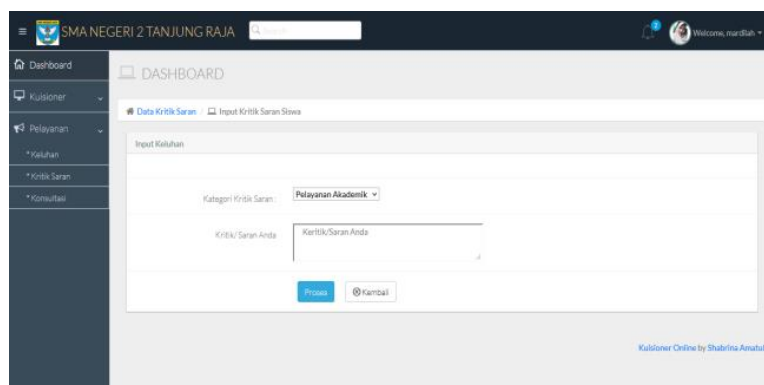 SMA NEGERI 2 TANJUNG RAJA
Search
2
Welcome, mardliah
Dashboard
Kuisioner
Pelayanan
*Keluhan
*Kritik Saran
*Konsultasi
DASHBOARD
Data Kritik Saran / Input Kritik Saran Siswa
Input Keluhan
Kategori Kritik Saran :
Pelayanan Akademik
Kritik/ Saran Anda
Keritik/Saran Anda
Proses
Kembali
Kuisioner Online by Shabrina Amatul